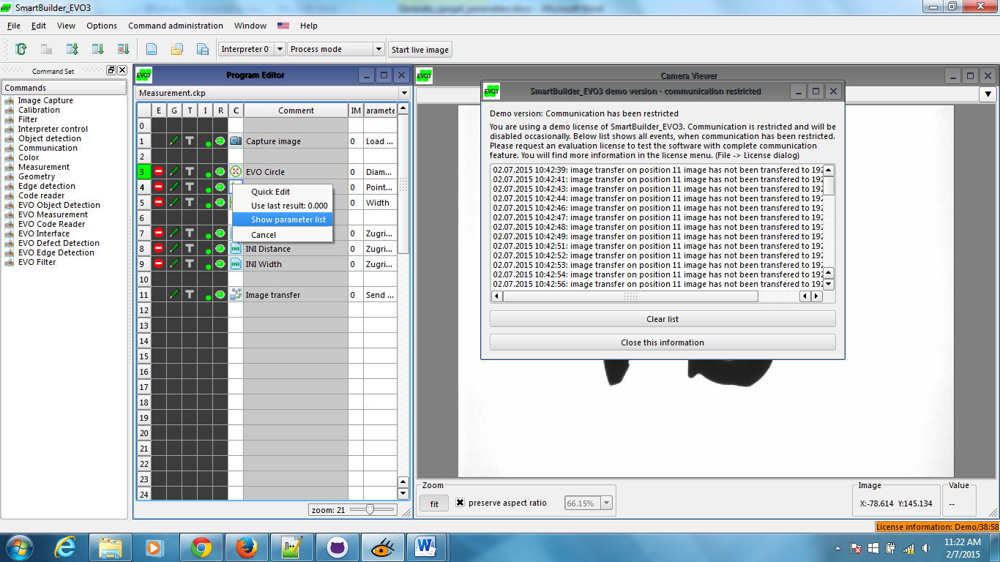 SmartBuilder_EVO3
File Edit View Options Command administration Window Help
Interpreter 0 Process mode Start live image
Command Set
Commands
Image Capture
Calibration
Filter
Interpreter control
Object detection
Communication
Color
Measurement
Geometry
Edge detection
Code reader
EVO Object Detection
EVO Measurement
EVO Code Reader
EVO Interface
EVO Defect Detection
EVO Edge Detection
EVO Filter
EVO3 Program Editor
Measurement.ckp
E G T I R C Comment IM aramete
0
1 T Capture image 0 Load ...
2
3 T EVO Circle 0 Diam...
4 T 0 Point...
5 T 0 Width
6
7 T 0 Zugri...
8 T INI INI Distance 0 Zugri...
9 T INI INI Width 0 Zugri...
10
11 T Image transfer 0 Send ...
12
13
14
15
16
17
18
19
20
21
22
23
24
Quick Edit
Use last result: 0.000
Show parameter list
Cancel
zoom: 21
EVO3 Camera Viewer
EVO3 SmartBuilder_EVO3 demo version - communication restricted
Demo version: Communication has been restricted
You are using a demo license of SmartBuilder_EVO3. Communication is restricted and will be
disabled occasionally. Below list shows all events, when communication has been restricted.
Please request an evaluation license to test the software with complete communication
feature. You will find more information in the license menu. (File -> License dialog)
02.07.2015 10:42:39: image transfer on position 11 image has not been transfered to 192
02.07.2015 10:42:41: image transfer on position 11 image has not been transfered to 192
02.07.2015 10:42:43: image transfer on position 11 image has not been transfered to 192
02.07.2015 10:42:44: image transfer on position 11 image has not been transfered to 192
02.07.2015 10:42:46: image transfer on position 11 image has not been transfered to 192
02.07.2015 10:42:47: image transfer on position 11 image has not been transfered to 192
02.07.2015 10:42:48: image transfer on position 11 image has not been transfered to 192
02.07.2015 10:42:49: image transfer on position 11 image has not been transfered to 192
02.07.2015 10:42:51: image transfer on position 11 image has not been transfered to 192
02.07.2015 10:42:52: image transfer on position 11 image has not been transfered to 192
02.07.2015 10:42:53: image transfer on position 11 image has not been transfered to 192
02.07.2015 10:42:54: image transfer on position 11 image has not been transfered to 192
02.07.2015 10:42:56: image transfer on position 11 image has not been transfered to 192
Clear list
Close this information
Zoom
fit preserve aspect ratio 66.15%
Image
X:-78.614 Y:145.134
Value
--
License information: Demo/38:58
11:22 AM
2/7/2015